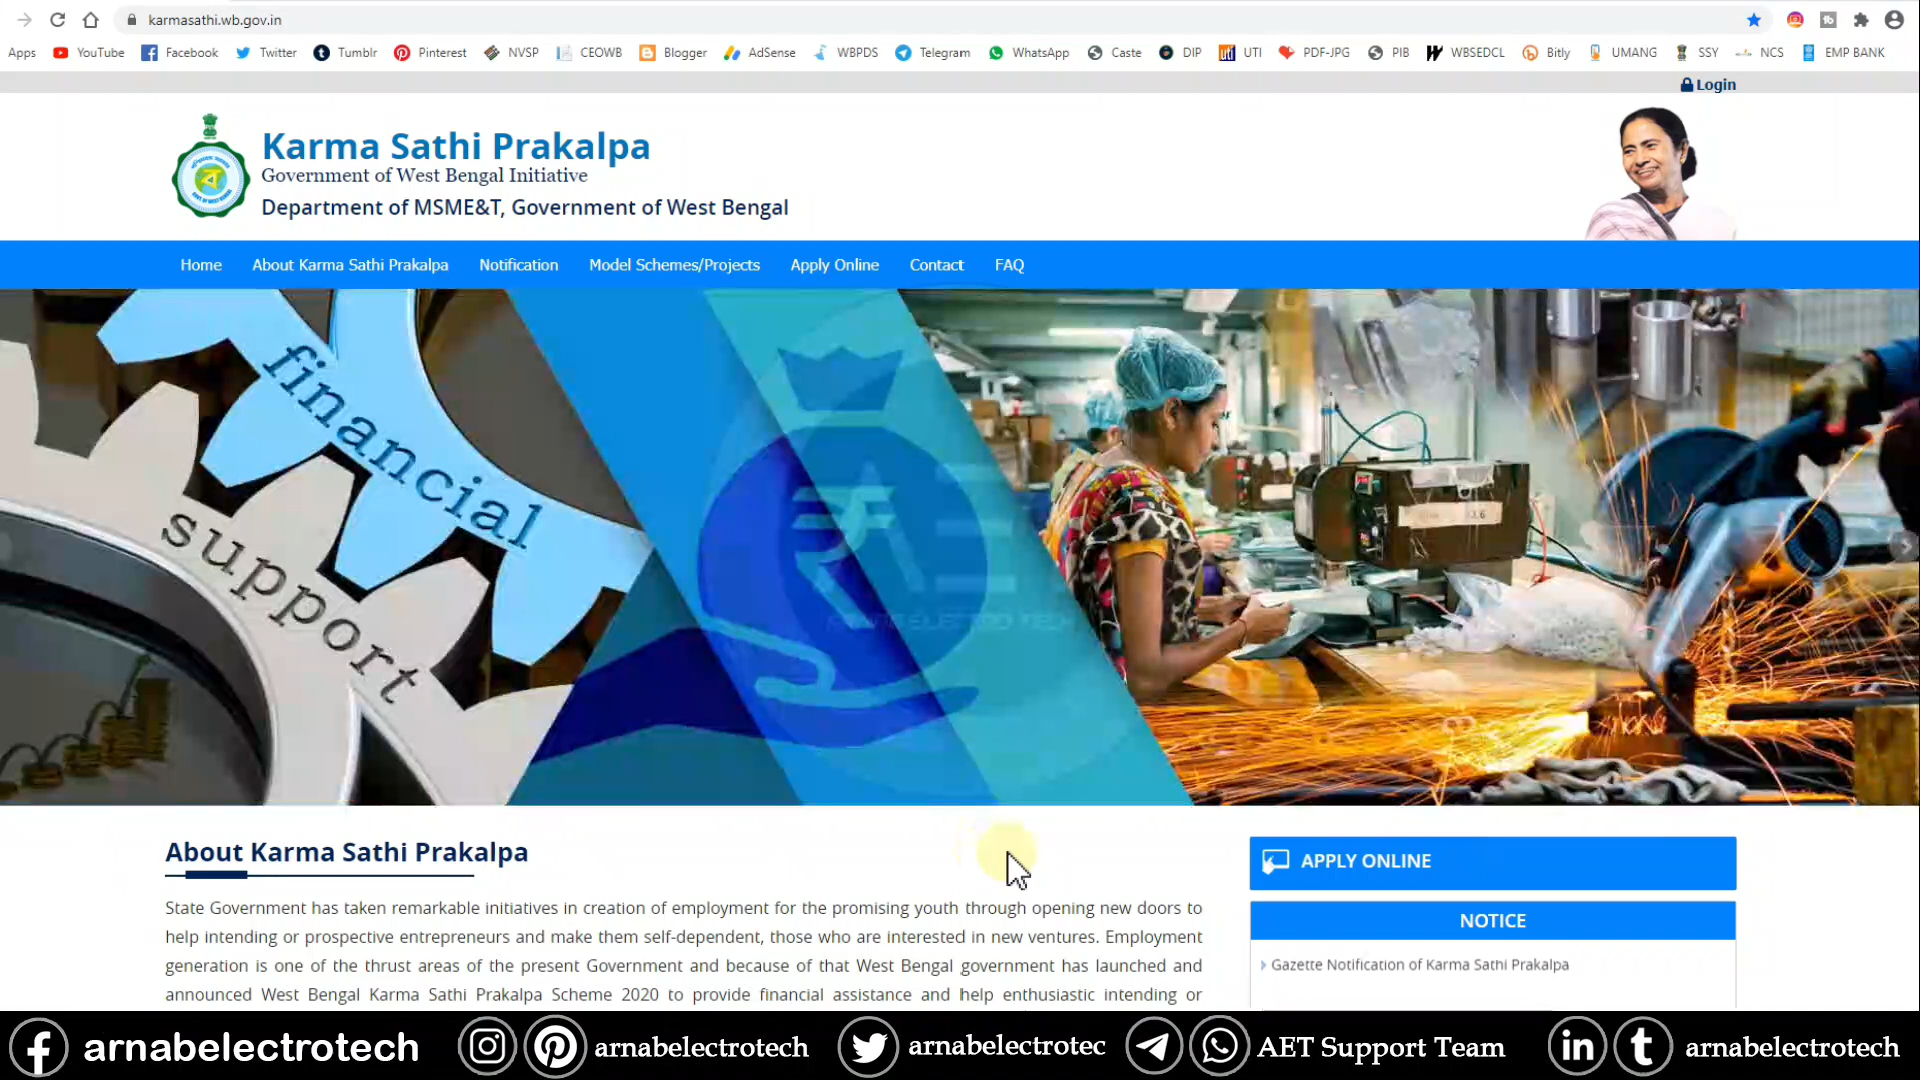 karmasathi.wb.gov.in
Apps YouTube Facebook Twitter Tumblr Pinterest NVSP CEOWB Blogger AdSense WBPDS Telegram WhatsApp Caste DIP UTI PDF-JPG PIB WBSEDCL Bitly UMANG SSY NCS EMP BANK
Login
Karma Sathi Prakalpa
Government of West Bengal Initiative
Department of MSME&T, Government of West Bengal
Home About Karma Sathi Prakalpa Notification Model Schemes/Projects Apply Online Contact FAQ
financial
support
About Karma Sathi Prakalpa
State Government has taken remarkable initiatives in creation of employment for the promising youth through opening new doors to
help intending or prospective entrepreneurs and make them self-dependent, those who are interested in new ventures. Employment
generation is one of the thrust areas of the present Government and because of that West Bengal government has launched and
announced West Bengal Karma Sathi Prakalpa Scheme 2020 to provide financial assistance and help enthusiastic intending or
APPLY ONLINE
NOTICE
Gazette Notification of Karma Sathi Prakalpa
arnabelectrotech arnabelectrotech arnabelectrotec AET Support Team arnabelectrotech